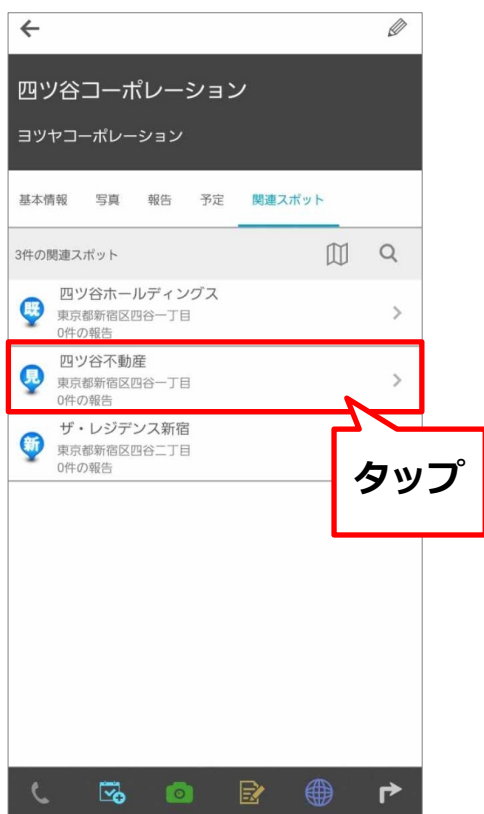 四ツ谷コーポレーション
ヨツヤコーポレーション
基本情報 写真 報告 予定 関連スポット
3件の関連スポット
既
四ツ谷ホールディングス
東京都新宿区四谷一丁目
0件の報告
見
四ツ谷不動産
東京都新宿区四谷一丁目
0件の報告
新
ザ・レジデンス新宿
東京都新宿区四谷二丁目
0件の報告
タップ